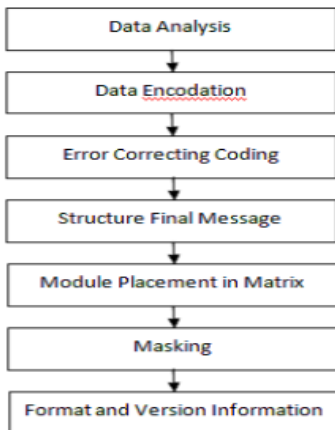 Data Analysis
Data Encodation
Error Correcting Coding
Structure Final Message
Module Placement in Matrix
Masking
Format and Version Information